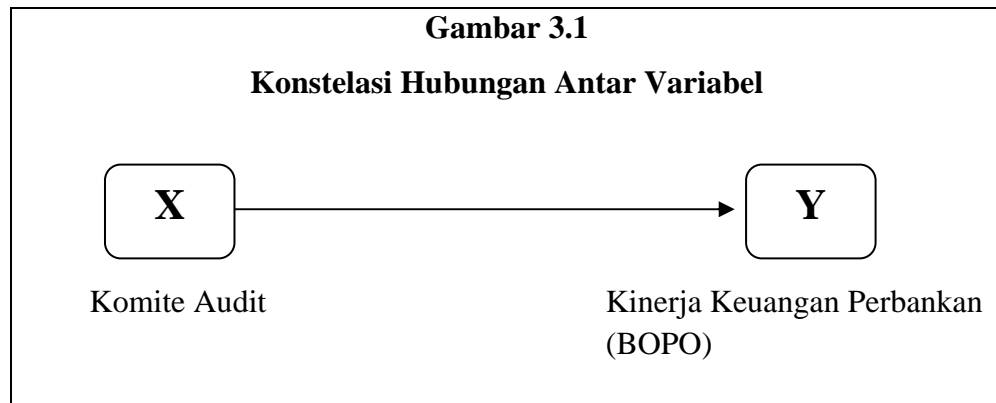 Gambar 3.1
Konstelasi Hubungan Antar Variabel
X
Y
Komite Audit
Kinerja Keuangan Perbankan
(BOPO)